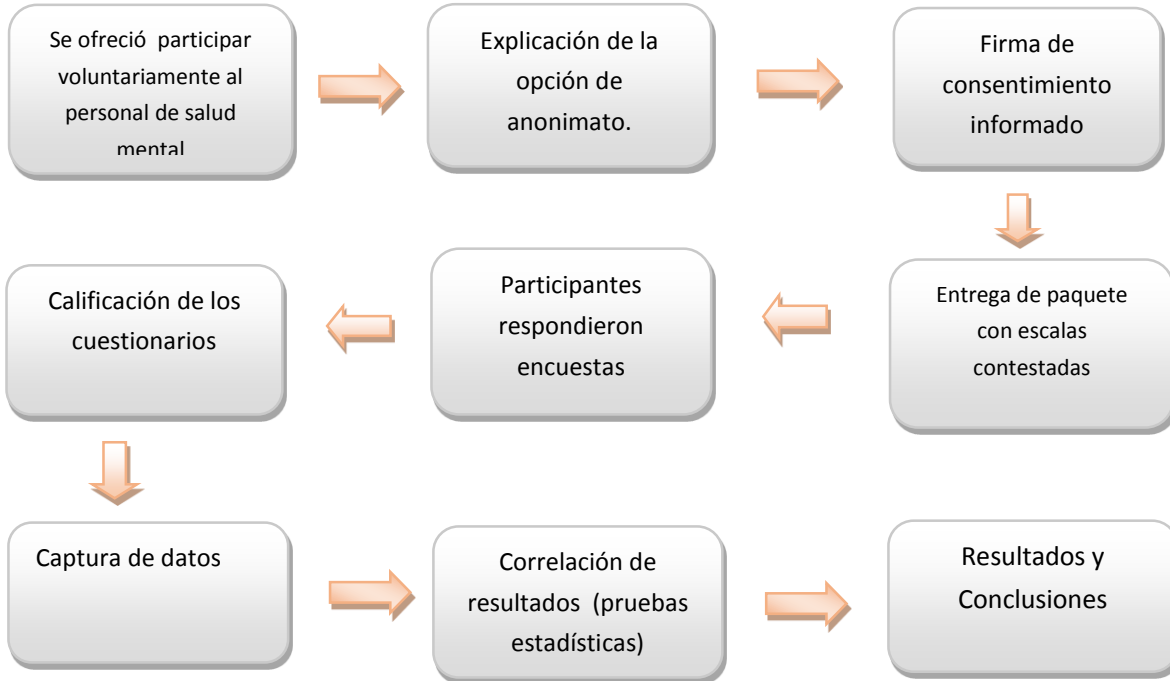 Se ofreció participar
voluntariamente al
personal de salud
mental
Explicación de la
opción de
anonimato.
Firma de
consentimiento
informado
Entrega de paquete
con escalas
contestadas
Participantes
respondieron
encuestas
Calificación de los
cuestionarios
Captura de datos
Correlación de
resultados (pruebas
estadísticas)
Resultados y
Conclusiones